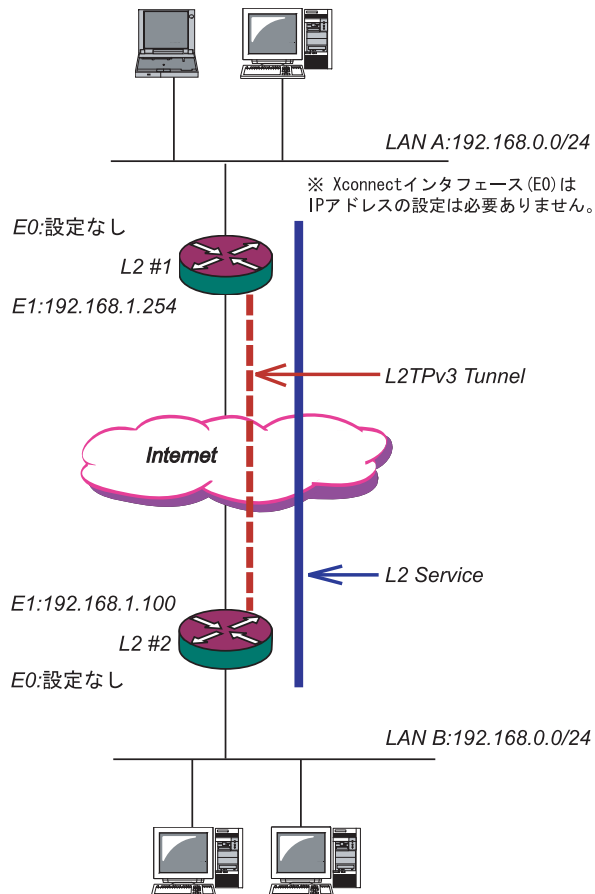 LAN A:192.168.0.0/24
※ Xconnectインタフェース(E0)は
IPアドレスの設定は必要ありません。
E0:設定なし
L2 #1
E1:192.168.1.254
L2TPv3 Tunnel
Internet
L2 Service
E1:192.168.1.100
L2 #2
E0:設定なし
LAN B:192.168.0.0/24